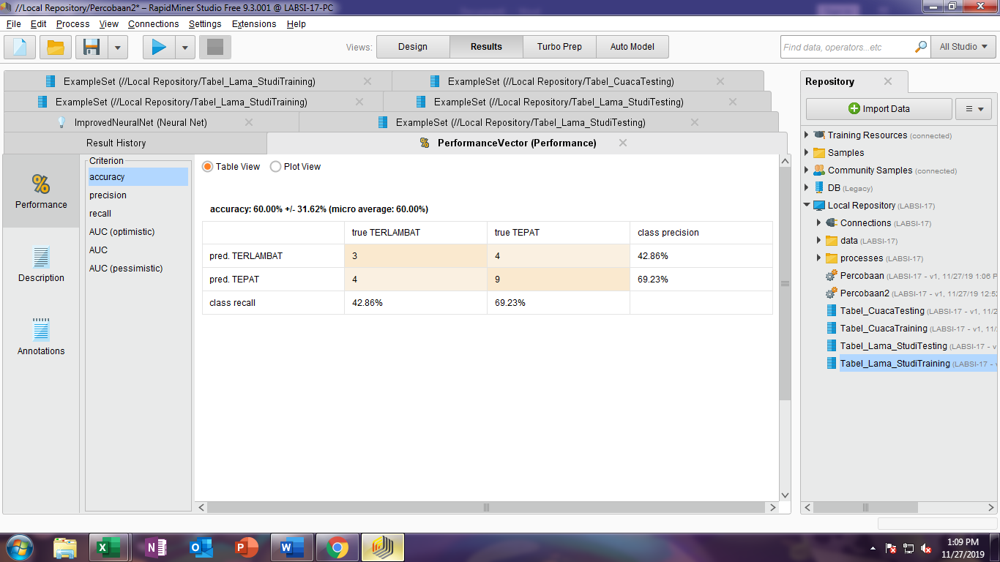 //Local Repository/Percobaan2* – RapidMiner Studio Free 9.3.001 @ LABSI-17-PC
File Edit Process View Connections Settings Extensions Help
Views: Design Results Turbo Prep Auto Model Find data, operators...etc All Studio
ExampleSet (//Local Repository/Tabel_Lama_StudiTraining) ExampleSet (//Local Repository/Tabel_CuacaTesting)
ExampleSet (//Local Repository/Tabel_Lama_StudiTraining) ExampleSet (//Local Repository/Tabel_Lama_StudiTesting)
ImprovedNeuralNet (Neural Net) ExampleSet (//Local Repository/Tabel_Lama_StudiTesting)
Result History PerformanceVector (Performance)
Performance
Description
Annotations
Criterion
accuracy
precision
recall
AUC (optimistic)
AUC
AUC (pessimistic)
Table View Plot View
accuracy: 60.00% +/- 31.62% (micro average: 60.00%)
true TERLAMBAT true TEPAT class precision
pred. TERLAMBAT 3 4 42.86%
pred. TEPAT 4 9 69.23%
class recall 42.86% 69.23%
Repository
Import Data
Training Resources (connected)
Samples
Community Samples (connected)
DB (Legacy)
Local Repository (LABSI-17)
Connections (LABSI-17)
data (LABSI-17)
processes (LABSI-17)
Percobaan (LABSI-17 - v1, 11/27/19 1:06 P
Percobaan2 (LABSI-17 - v1, 11/27/19 12:5
Tabel_CuacaTesting (LABSI-17 - v1, 11/2
Tabel_CuacaTraining (LABSI-17 - v1, 11/
Tabel_Lama_StudiTesting (LABSI-17 - v
Tabel_Lama_StudiTraining (LABSI-17 - v
1:09 PM
11/27/2019